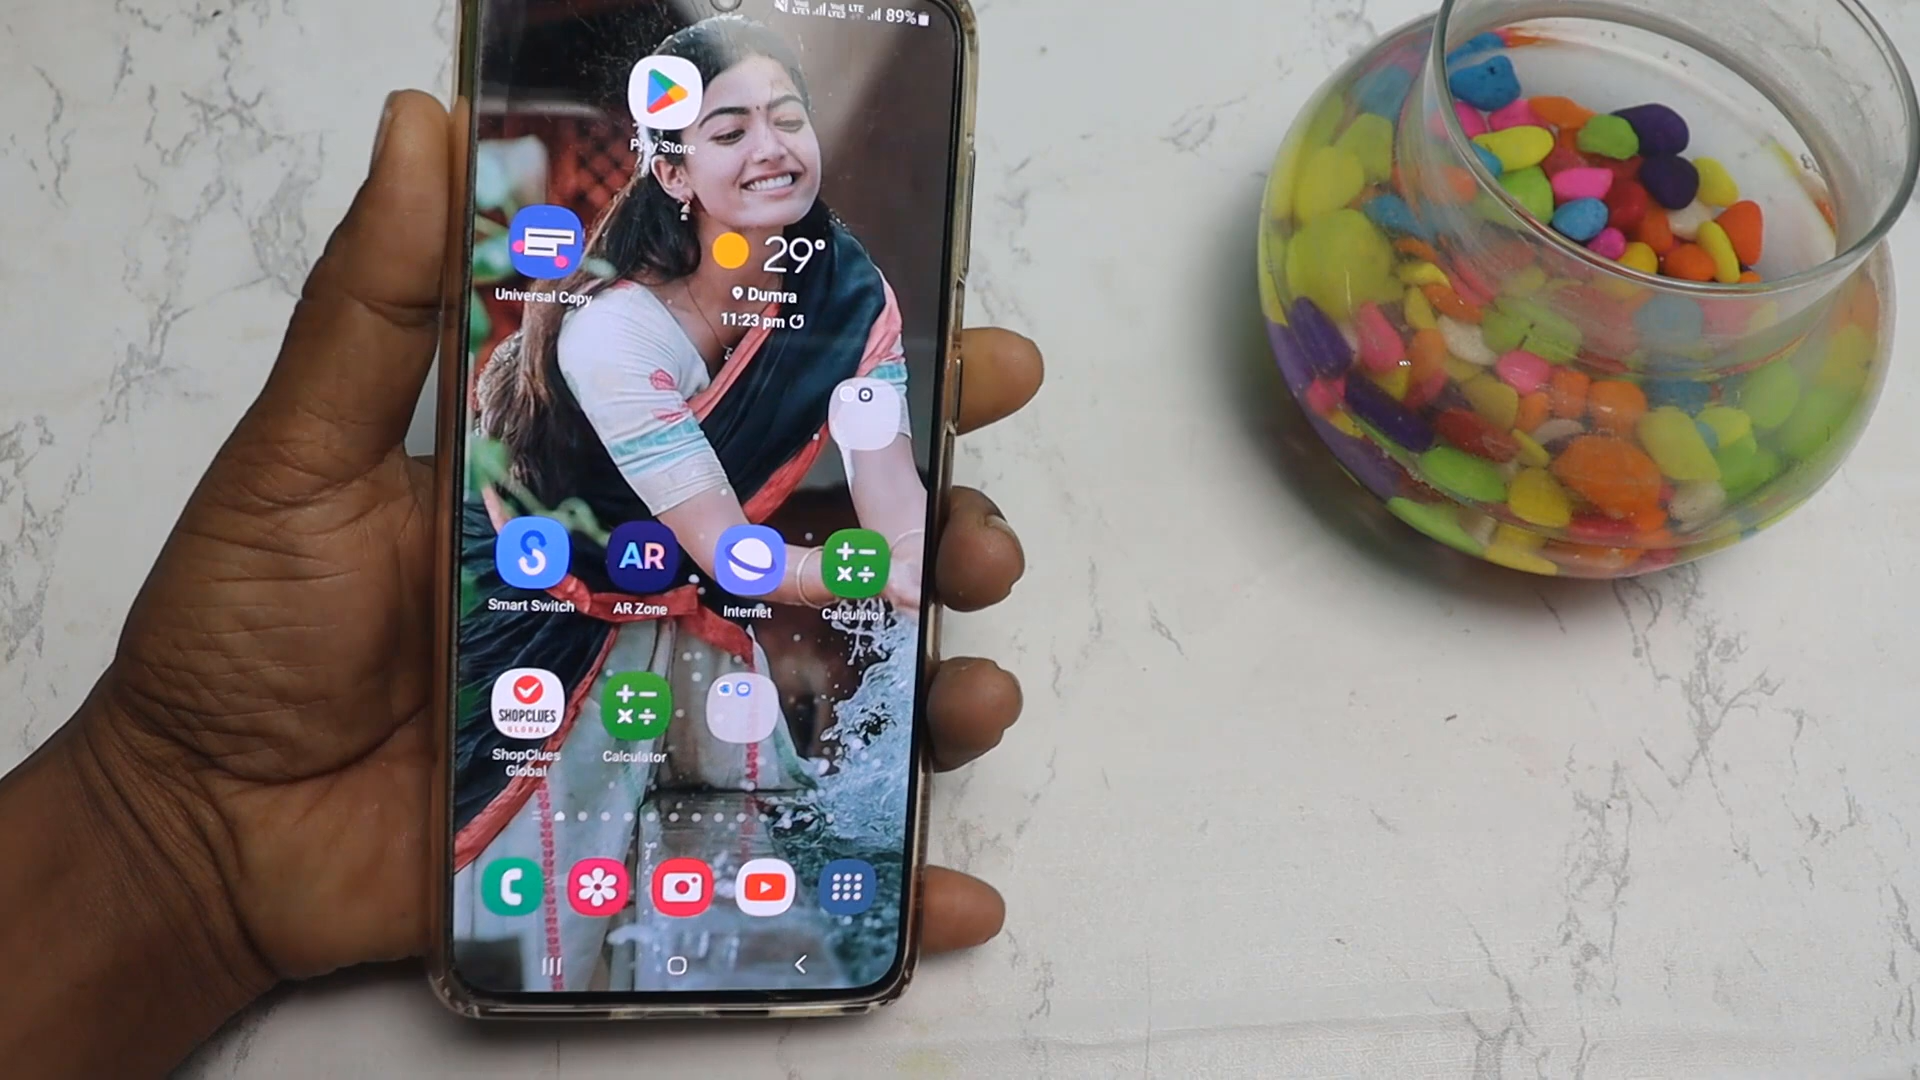 89%
Play Store
29°
Universal Copy
Dumra
11:23 pm
AR
Smart Switch
AR Zone
Internet
Calculator
SHOPCLUES
GLOBAL
ShopClues
Global
Calculator